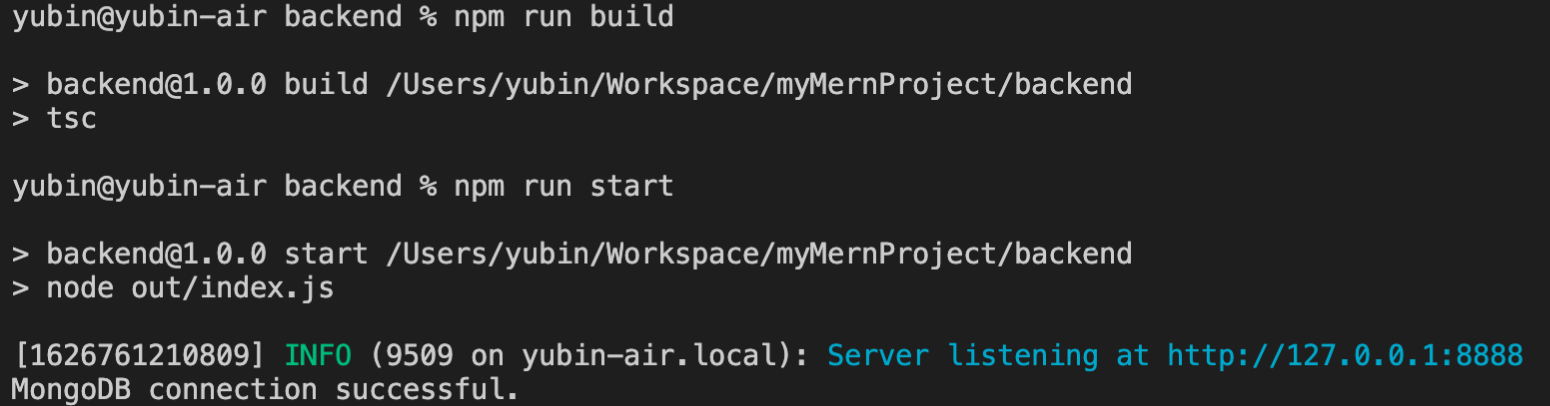 yubin@yubin-air backend % npm run build
> backend@1.0.0 build /Users/yubin/Workspace/myMernProject/backend
> tsc
yubin@yubin-air backend % npm run start
> backend@1.0.0 start /Users/yubin/Workspace/myMernProject/backend
> node out/index.js
[1626761210809] INFO (9509 on yubin-air.local): Server listening at http://127.0.0.1:8888
MongoDB connection successful.